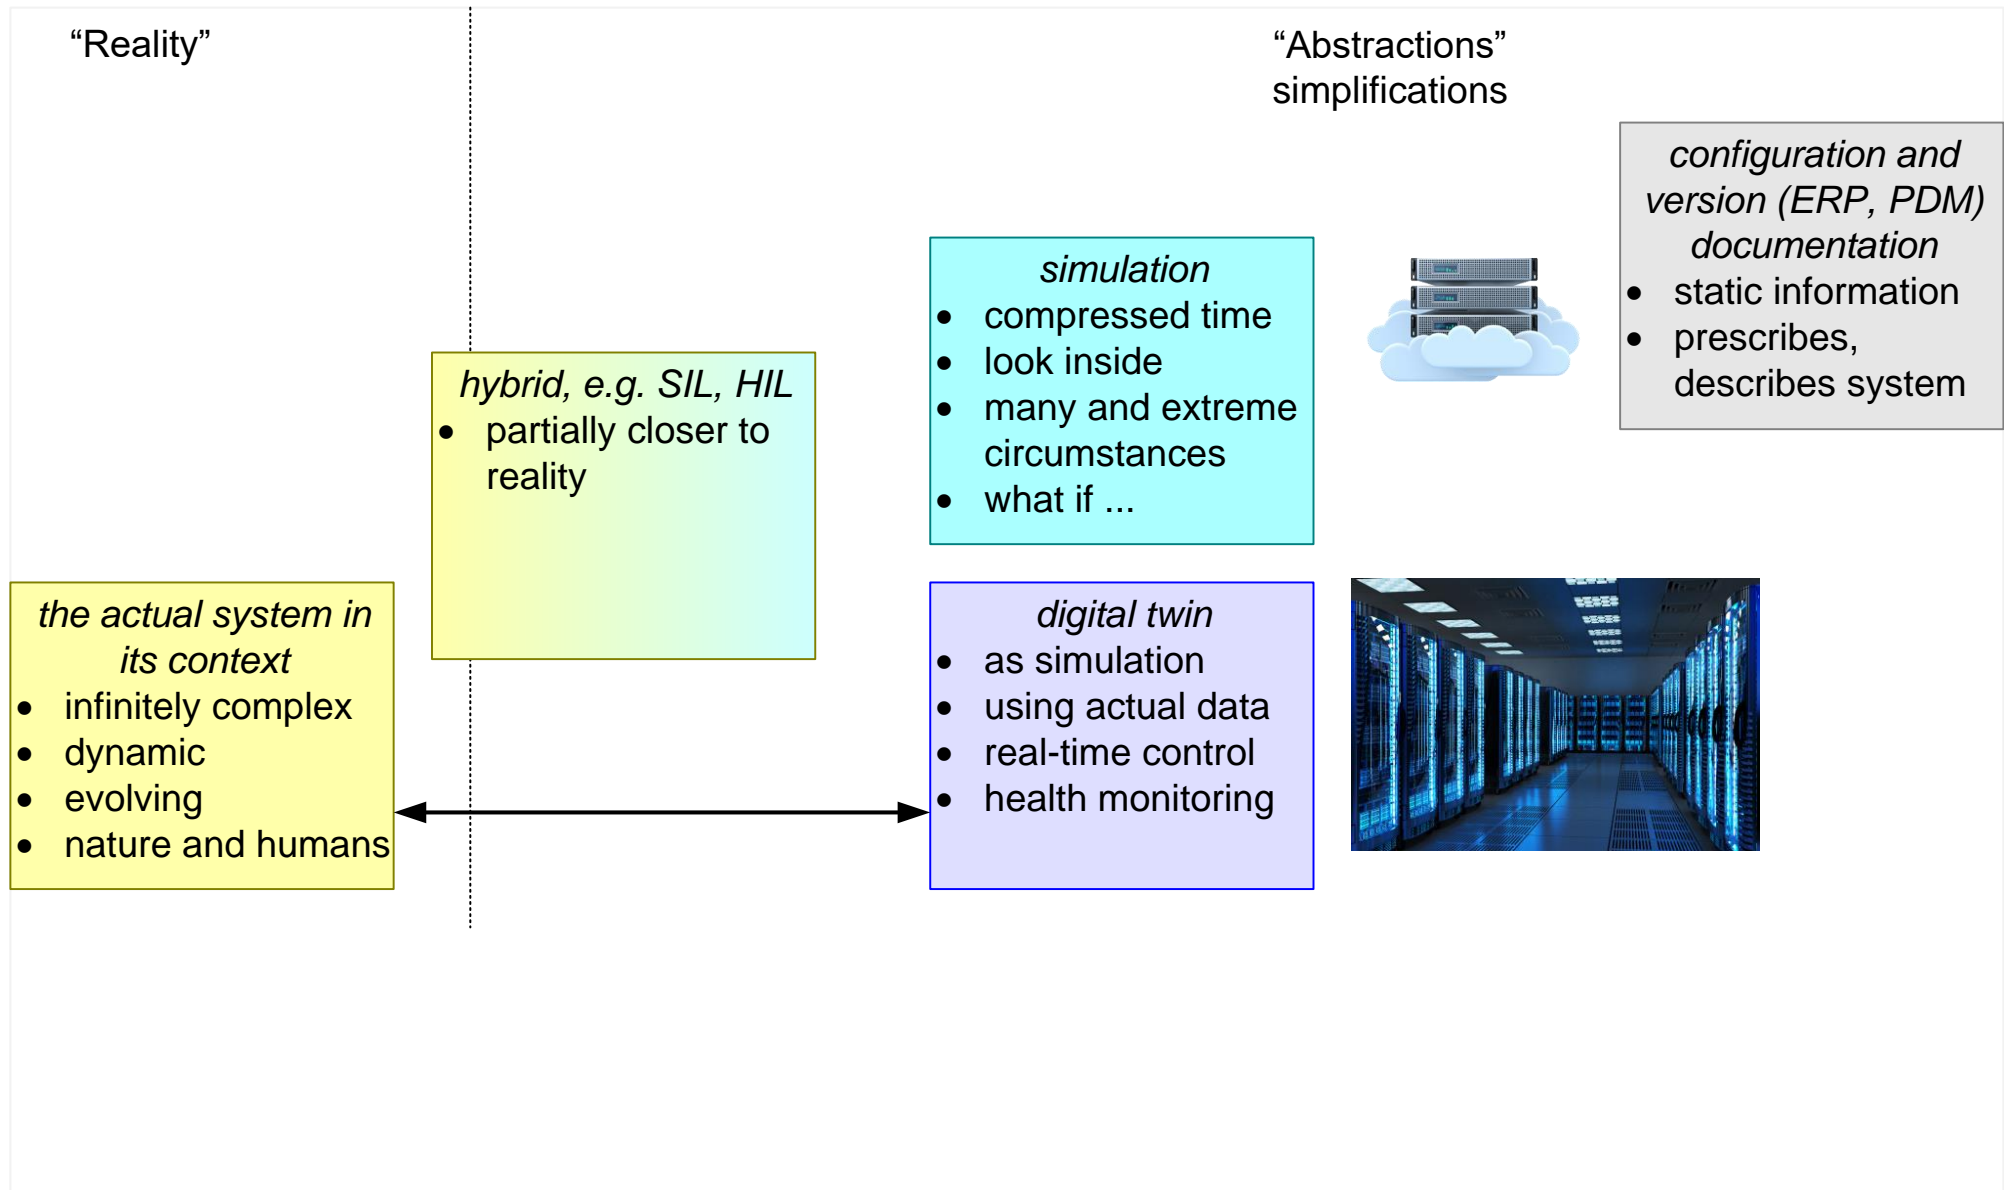 “Reality”
“Abstractions”
simplifications
configuration and
version (ERP, PDM)
documentation
• static information
• prescribes,
describes system
simulation
• compressed time
• look inside
• many and extreme
circumstances
• what if ...
hybrid, e.g. SIL, HIL
• partially closer to
reality
the actual system in
its context
• infinitely complex
• dynamic
• evolving
• nature and humans
digital twin
• as simulation
• using actual data
• real-time control
• health monitoring